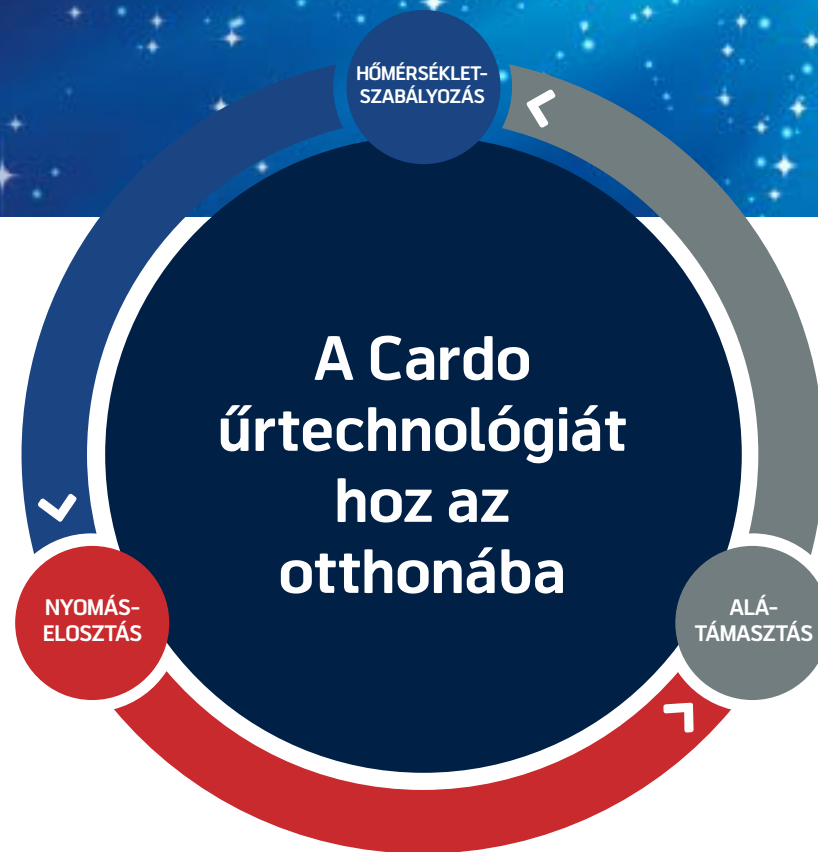 HŐMÉRSÉKLET-
SZABÁLYOZÁS
A Cardo
űrtechnológiát
hoz az
otthonába
NYOMÁS-
ELOSZTÁS
ALÁ-
TÁMASZTÁS